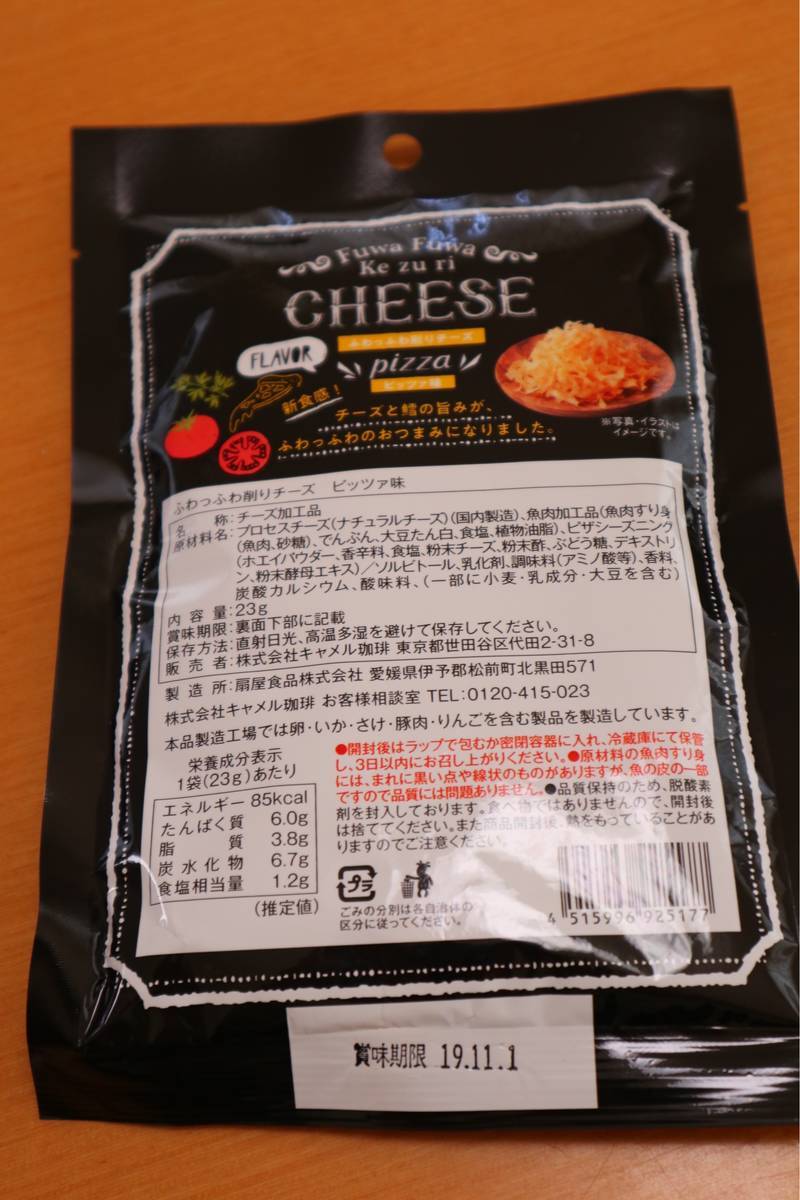 Fuwa Fuwa
Ke zu ri
CHEESE
ふわっふわ削りチーズ
FLAVOR
pizza
ピッツァ味
新食感！
チーズと鱈の旨みが、
ふわっふわのおつまみになりました。
※写真・イラストは
イメージです。
ふわっふわ削りチーズ ピッツァ味
名称：チーズ加工品
原材料名：プロセスチーズ(ナチュラルチーズ)(国内製造)、魚肉加工品(魚肉すり身
(魚肉、砂糖)、でんぷん、大豆たん白、食塩、植物油脂)、ピザシーズニング
(ホエイパウダー、香辛料、食塩、粉末チーズ、粉末酢、ぶどう糖、デキストリ
ン、粉末酵母エキス)／ソルビトール、乳化剤、調味料(アミノ酸等)、香料、
炭酸カルシウム、酸味料、(一部に小麦・乳成分・大豆を含む)
内容量：23g
賞味期限：裏面下部に記載
保存方法：直射日光、高温多湿を避けて保存してください。
販売者：株式会社キャメル珈琲 東京都世田谷区代田2-31-8
製造所：扇屋食品株式会社 愛媛県伊予郡松前町北黒田571
株式会社キャメル珈琲 お客様相談室 TEL:0120-415-023
本品製造工場では卵・いか・さけ・豚肉・りんごを含む製品を製造しています。
栄養成分表示
1袋(23g)あたり
エネルギー 85kcal
たんぱく質 6.0g
脂質 3.8g
炭水化物 6.7g
食塩相当量 1.2g
(推定値)
●開封後はラップで包むか密閉容器に入れ、冷蔵庫にて保管
し、3日以内にお召し上がりください。●原材料の魚肉すり身
には、まれに黒い点や線状のものがありますが、魚の皮の一部
ですので品質には問題ありません。●品質保持のため、脱酸素
剤を封入しております。食べ物ではありませんので、開封後
は捨ててください。また商品開封後、熱をもっていることがあ
りますのでご注意ください。
プラ
ごみの分別は各自治体の
区分に従ってください。
4 515996 925177
賞味期限 19.11.1